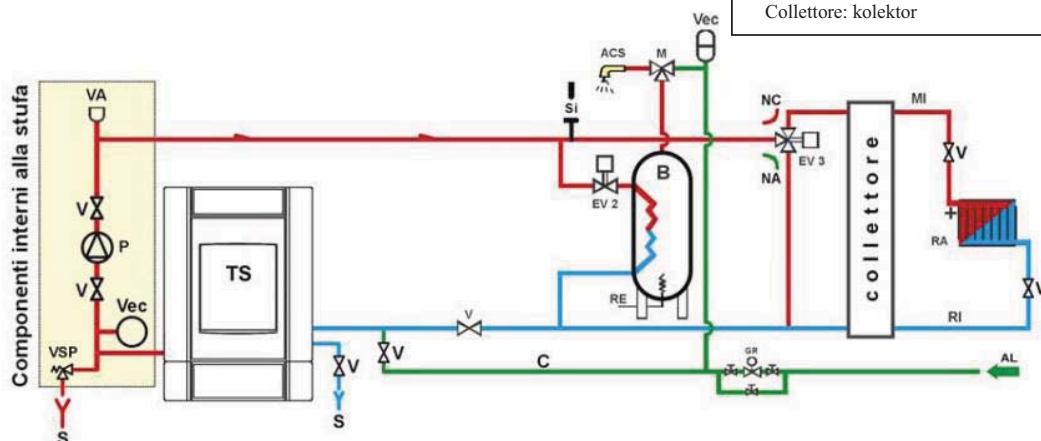 Collettore: kolektor
Vec
ACS
M
Componenti interni alla stufa
VA
Si
NC
MI
V
EV 3
B
NA
EV 2
V
P
TS
V
Vec
collettore
+
RA
V
RE
V
RI
VSP
V
V
C
GR
AL
S
S